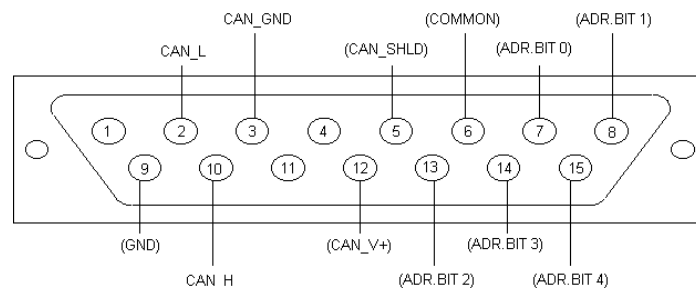 CAN_GND
(COMMON)
(ADR.BIT 1)
CAN_L
(CAN_SHLD)
(ADR.BIT 0)
1 2 3 4 5 6 7 8
9 10 11 12 13 14 15
(GND)
(CAN_V+)
(ADR.BIT 3)
CAN_H
(ADR.BIT 2)
(ADR.BIT 4)